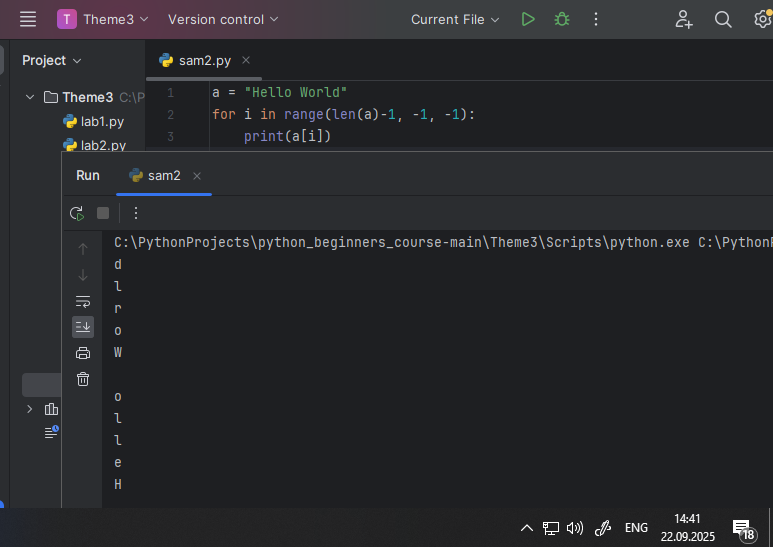 T Theme3 Version control Current File
Project sam2.py
Theme3 C:\P
lab1.py
lab2.py
1 a = "Hello World"
2 for i in range(len(a)-1, -1, -1):
3 print(a[i])
Run sam2
C:\PythonProjects\python_beginners_course-main\Theme3\Scripts\python.exe C:\Python
d
l
r
o
W
o
l
l
e
H
ENG
14:41
22.09.2025
18